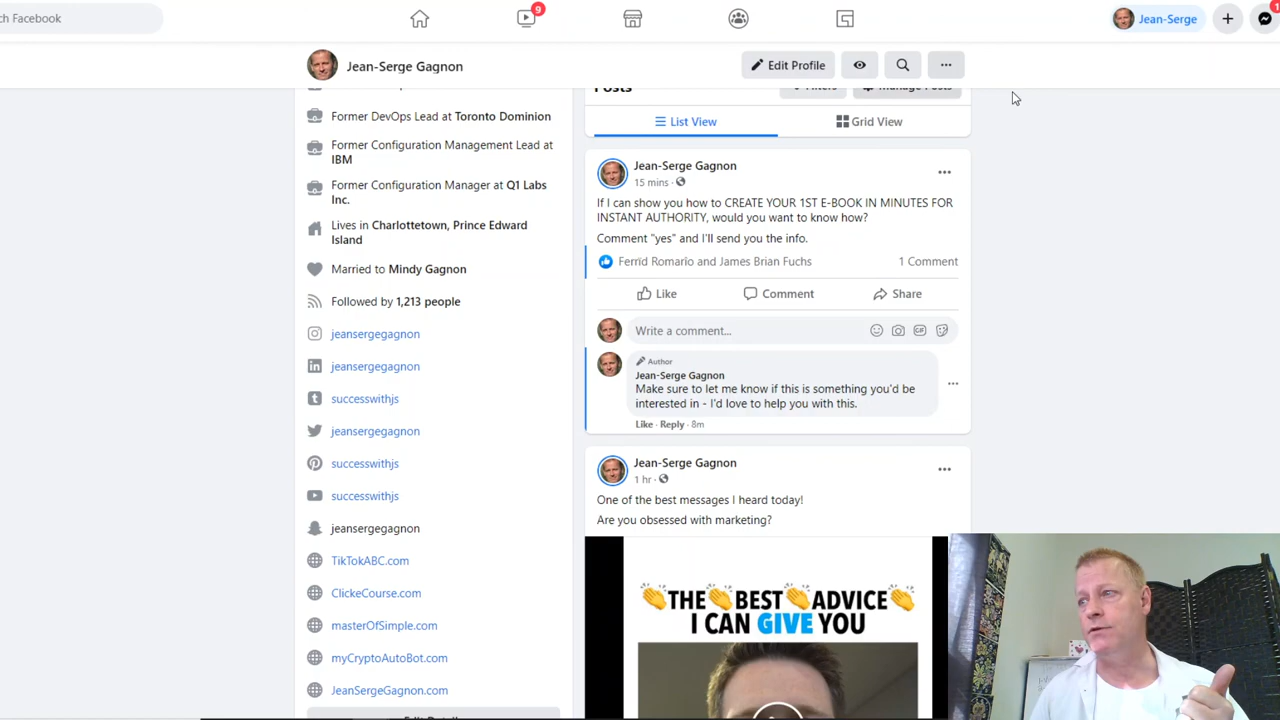 ch Facebook
9
Jean-Serge
1
Jean-Serge Gagnon
Edit Profile
Former DevOps Lead at Toronto Dominion
Former Configuration Management Lead at
IBM
Former Configuration Manager at Q1 Labs
Inc.
Lives in Charlottetown, Prince Edward
Island
Married to Mindy Gagnon
Followed by 1,213 people
jeansergegagnon
jeansergegagnon
successwithjs
jeansergegagnon
successwithjs
successwithjs
jeansergegagnon
TikTokABC.com
ClickeCourse.com
masterOfSimple.com
myCryptoAutoBot.com
JeanSergeGagnon.com
Edit Details
Posts
Filters
Manage Posts
List View
Grid View
Jean-Serge Gagnon
15 mins ·
If I can show you how to CREATE YOUR 1ST E-BOOK IN MINUTES FOR
INSTANT AUTHORITY, would you want to know how?
Comment "yes" and I'll send you the info.
Ferrïd Romario and James Brian Fuchs
1 Comment
Like
Comment
Share
Write a comment...
GIF
Author
Jean-Serge Gagnon
Make sure to let me know if this is something you'd be
interested in - I'd love to help you with this.
Like · Reply · 8m
Jean-Serge Gagnon
1 hr ·
One of the best messages I heard today!
Are you obsessed with marketing?
THE BEST ADVICE
I CAN GIVE YOU